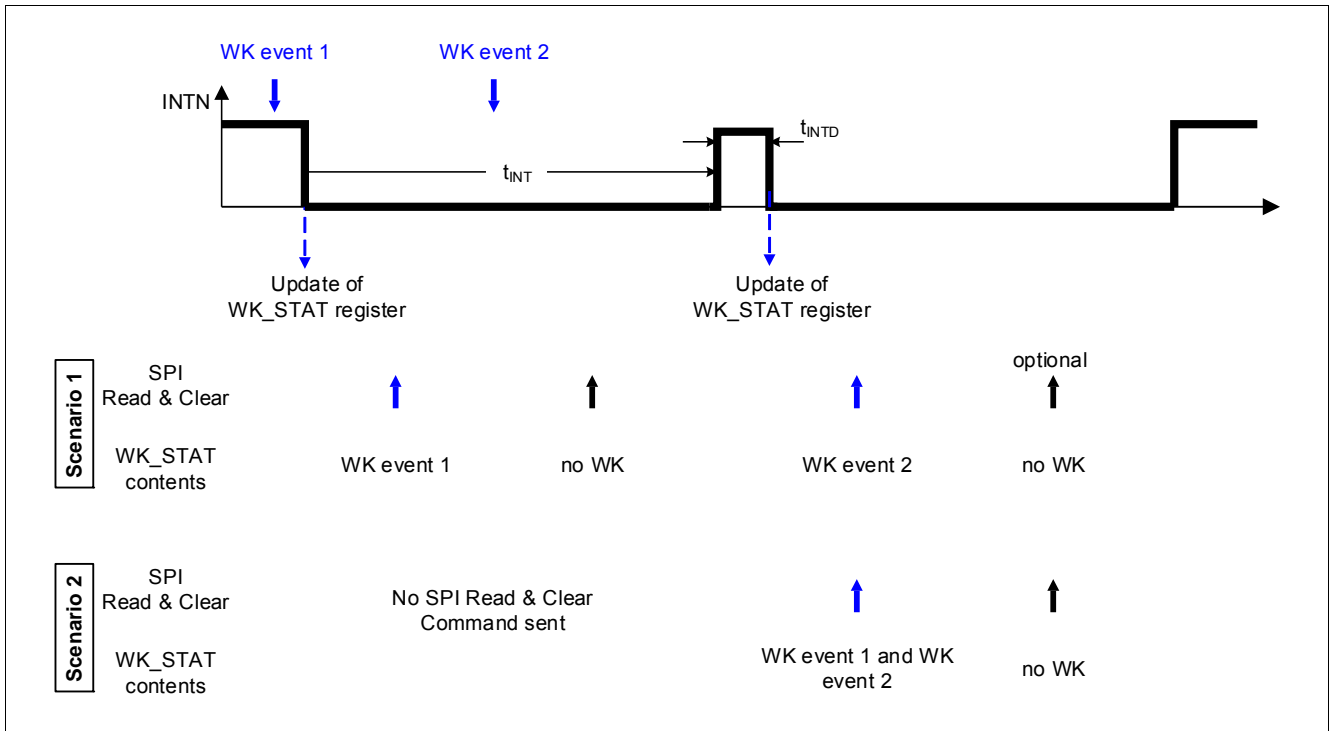 WK event 1
WK event 2
INTN
tINTD
tINT
Update of
WK_STAT register
Update of
WK_STAT register
Scenario 1
SPI
Read & Clear
optional
WK_STAT
contents
WK event 1
no WK
WK event 2
no WK
Scenario 2
SPI
Read & Clear
No SPI Read & Clear
Command sent
WK_STAT
contents
WK event 1 and WK
event 2
no WK